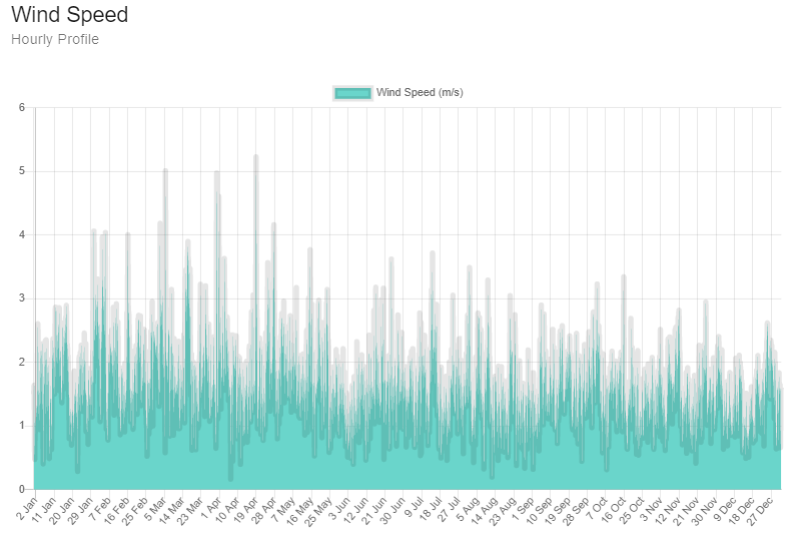 Wind Speed
Hourly Profile
Wind Speed (m/s)
6
5
4
3
2
1
0
2 Jan 11 Jan 20 Jan 29 Jan 7 Feb 16 Feb 25 Feb 5 Mar 14 Mar 23 Mar 1 Apr 10 Apr 19 Apr 28 Apr 7 May 16 May 25 May 3 Jun 12 Jun 21 Jun 30 Jun 9 Jul 18 Jul 27 Jul 5 Aug 14 Aug 23 Aug 1 Sep 10 Sep 19 Sep 28 Sep 7 Oct 16 Oct 25 Oct 3 Nov 12 Nov 21 Nov 30 Nov 9 Dec 18 Dec 27 Dec